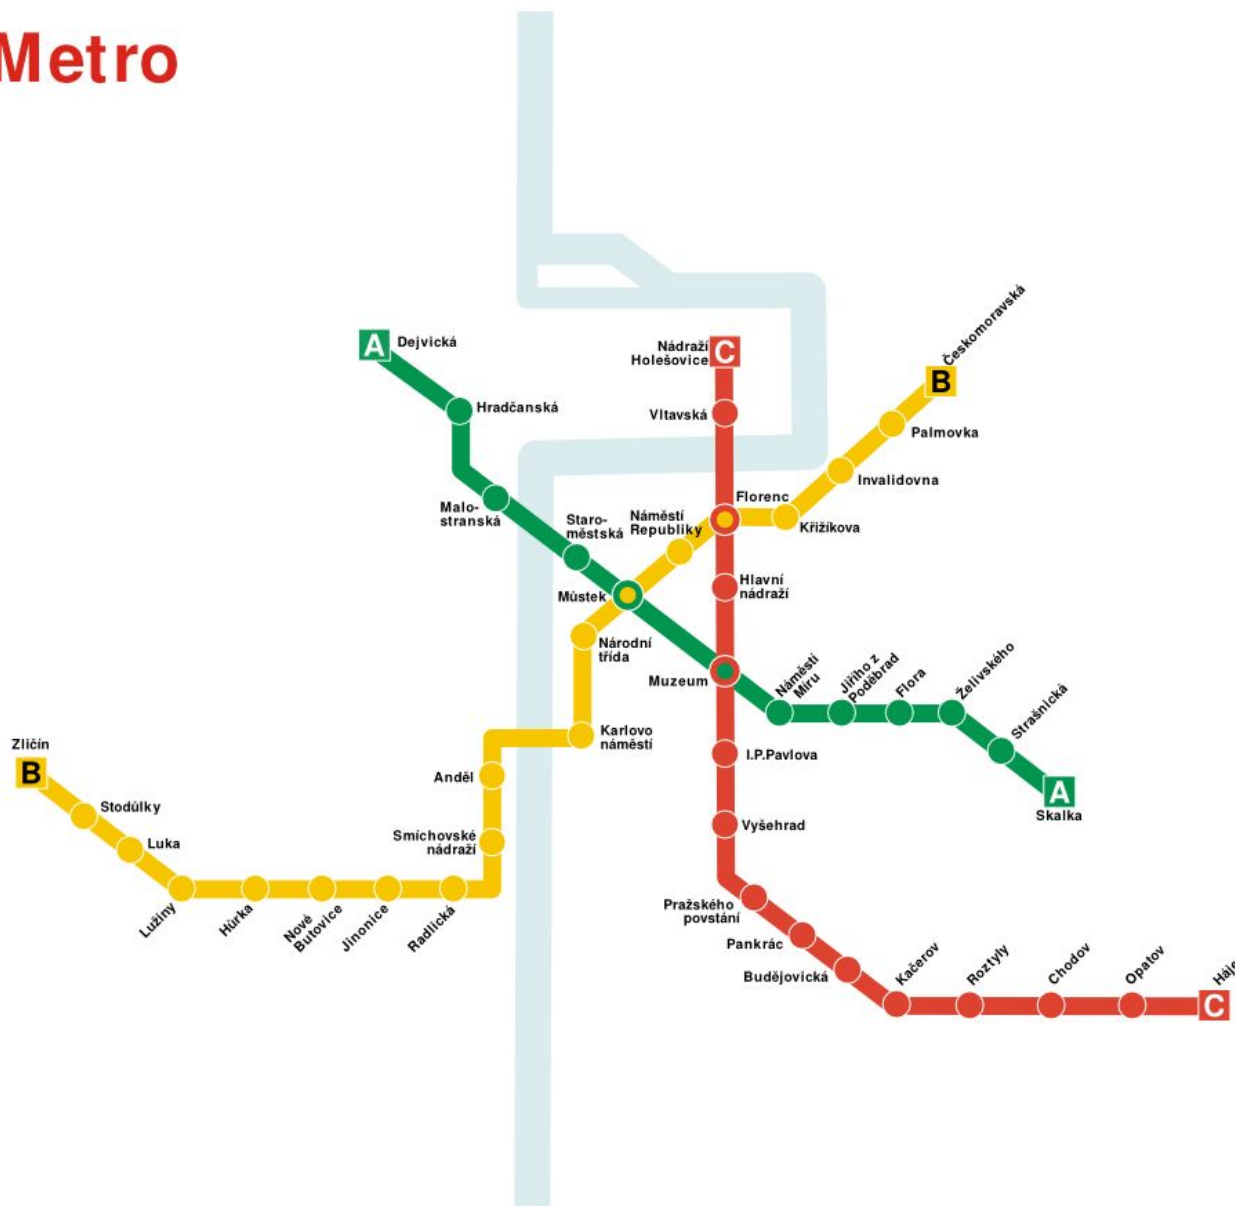 Metro
A
Dejvická
Hradčanská
Malo-
stranská
Staro-
městská
Můstek
Muzeum
Náměstí
Míru
Jiřího z
Poděbrad
Flora
Želivského
Strašnická
A
Skalka
Nádraží
Holešovice
C
Vltavská
Florenc
Hlavní
nádraží
I.P.Pavlova
Vyšehrad
Pražského
povstání
Pankrác
Budějovická
Kačerov
Roztyly
Chodov
Opatov
Háje
C
Českomoravská
B
Palmovka
Invalidovna
Křižíkova
Náměstí
Republiky
Národní
třída
Karlovo
náměstí
Anděl
Smíchovské
nádraží
Radlická
Jinonice
Nové
Butovice
Hůrka
Lužiny
Luka
Stodůlky
Zličín
B